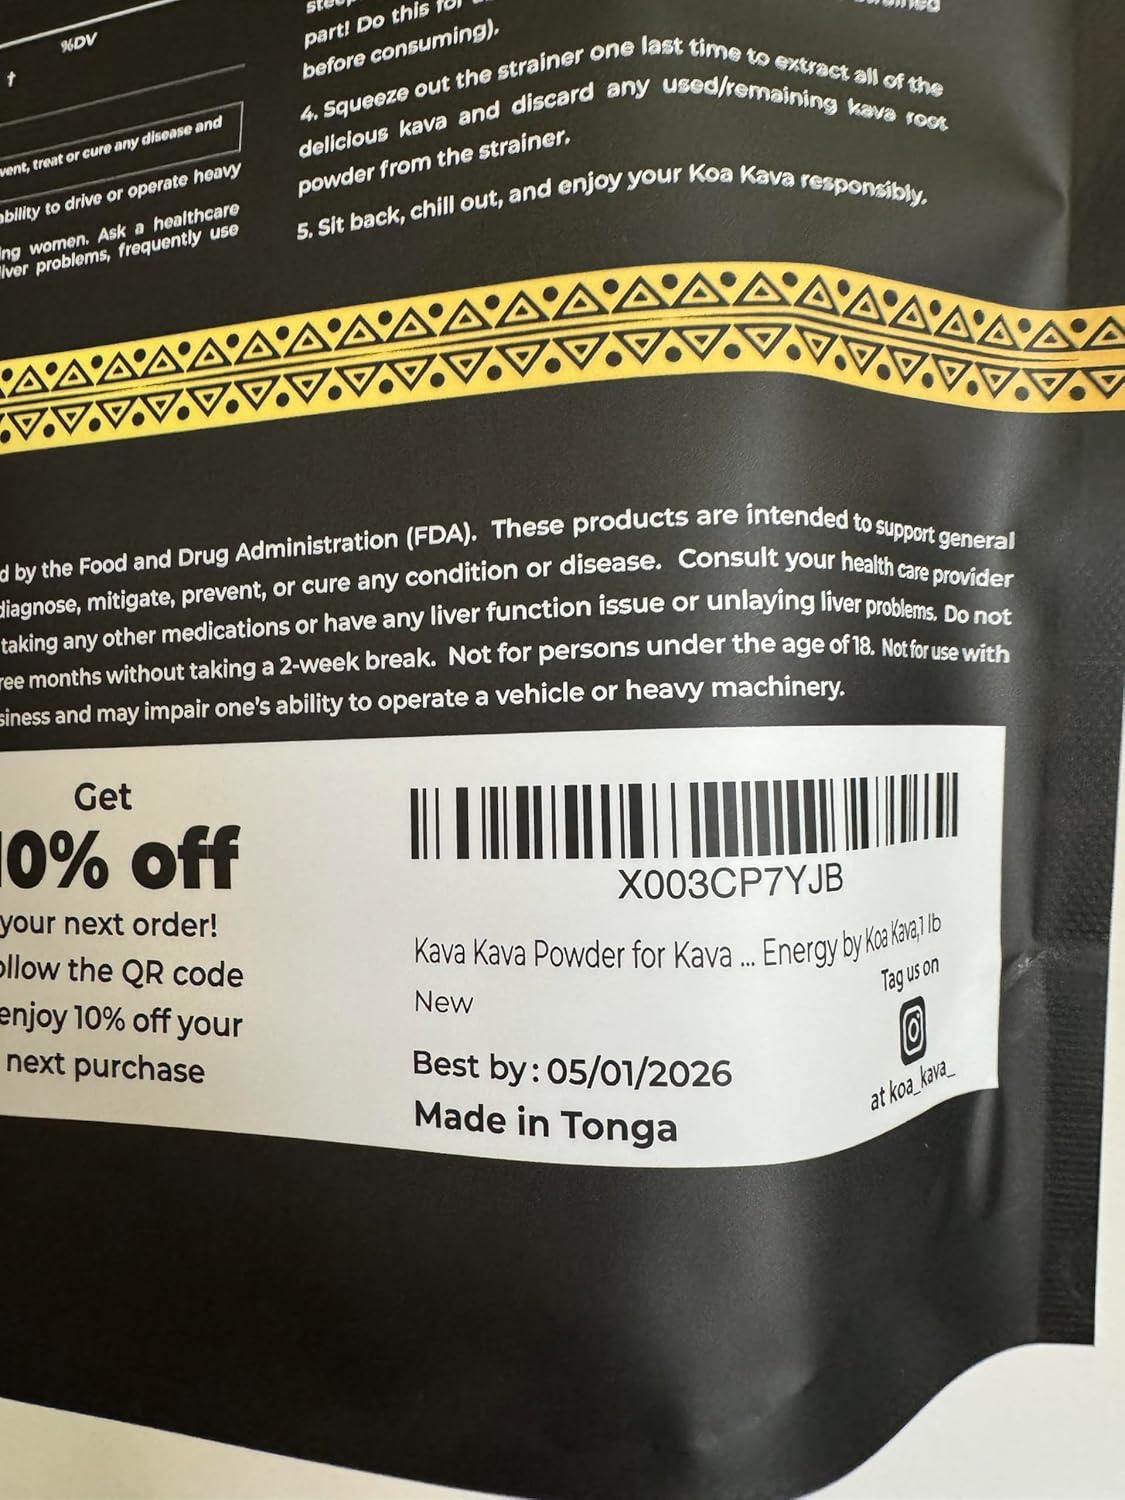 %DV
†
vent, treat or cure any disease and
ability to drive or operate heavy
women. Ask a healthcare
liver problems, frequently use
part! Do this for
before consuming).
4. Squeeze out the strainer one last time to extract all of the
delicious kava and discard any used/remaining kava root
powder from the strainer.
5. Sit back, chill out, and enjoy your Koa Kava responsibly.
d by the Food and Drug Administration (FDA). These products are intended to support general
diagnose, mitigate, prevent, or cure any condition or disease. Consult your health care provider
taking any other medications or have any liver function issue or unlaying liver problems. Do not
ree months without taking a 2-week break. Not for persons under the age of 18. Not for use with
siness and may impair one's ability to operate a vehicle or heavy machinery.
Get
10% off
your next order!
ollow the QR code
enjoy 10% off your
next purchase
X003CP7YJB
Kava Kava Powder for Kava ... Energy by Koa Kava,1 lb
New
Best by: 05/01/2026
Made in Tonga
Tag us on
at koa_kava_